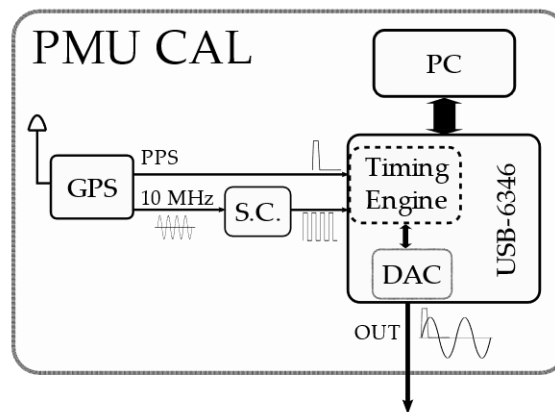 PMU CAL
PC
PPS
GPS
10 MHz
S.C.
Timing
Engine
USB-6346
DAC
OUT